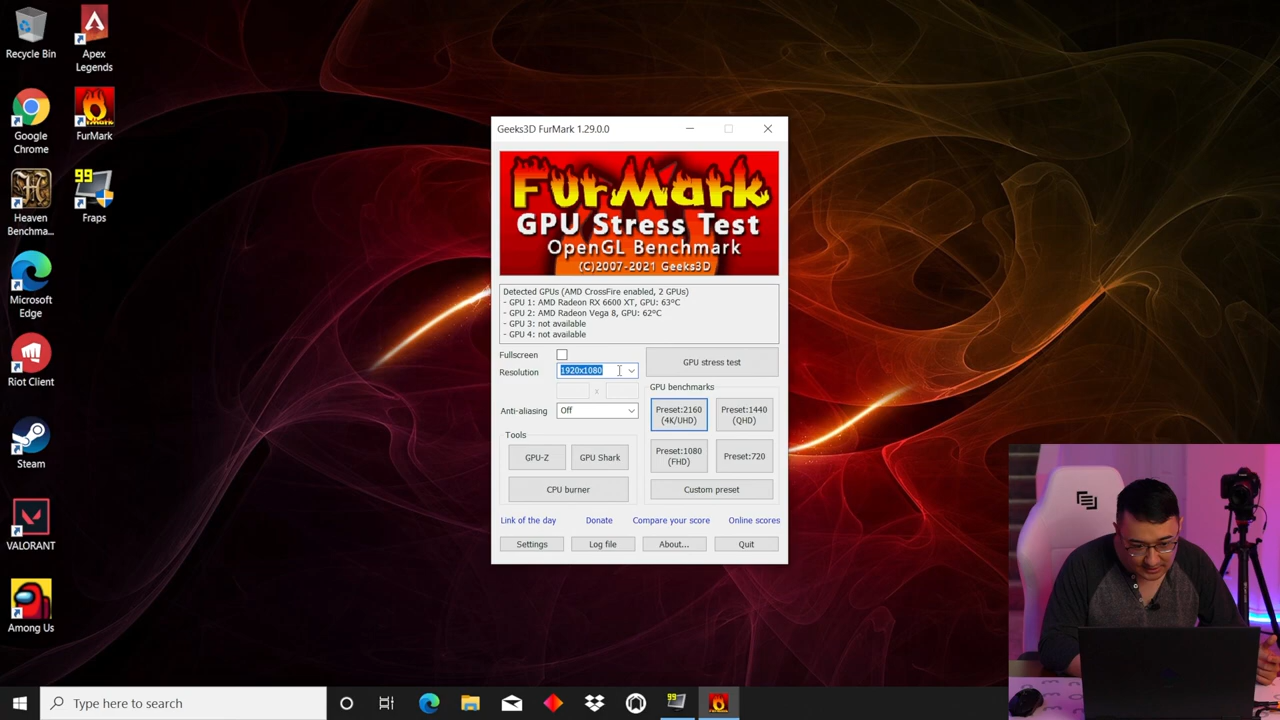 Recycle Bin
Apex
Legends
Google
Chrome
FurMark
Heaven
Benchma...
99
Fraps
Microsoft
Edge
Riot Client
Steam
VALORANT
Among Us
Geeks3D FurMark 1.29.0.0
FurMark
GPU Stress Test
OpenGL Benchmark
(C)2007-2021 Geeks3D
Detected GPUs (AMD CrossFire enabled, 2 GPUs)
- GPU 1: AMD Radeon RX 6600 XT, GPU: 63ºC
- GPU 2: AMD Radeon Vega 8, GPU: 62ºC
- GPU 3: not available
- GPU 4: not available
Fullscreen
GPU stress test
Resolution
1920x1080
x
GPU benchmarks
Anti-aliasing
Off
Preset:2160
(4K/UHD)
Preset:1440
(QHD)
Tools
GPU-Z
GPU Shark
Preset:1080
(FHD)
Preset:720
CPU burner
Custom preset
Link of the day
Donate
Compare your score
Online scores
Settings
Log file
About...
Quit
Type here to search
99